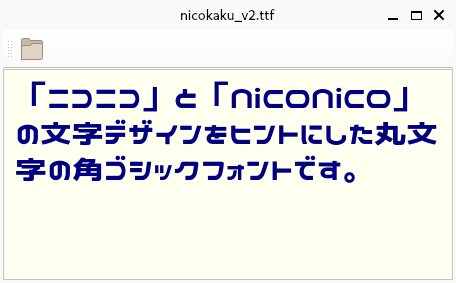 nicokaku_v2.ttf
「ニコニコ」と「niconico」
の文字デザインをヒントにした丸文
字の角ゴシックフォントです。